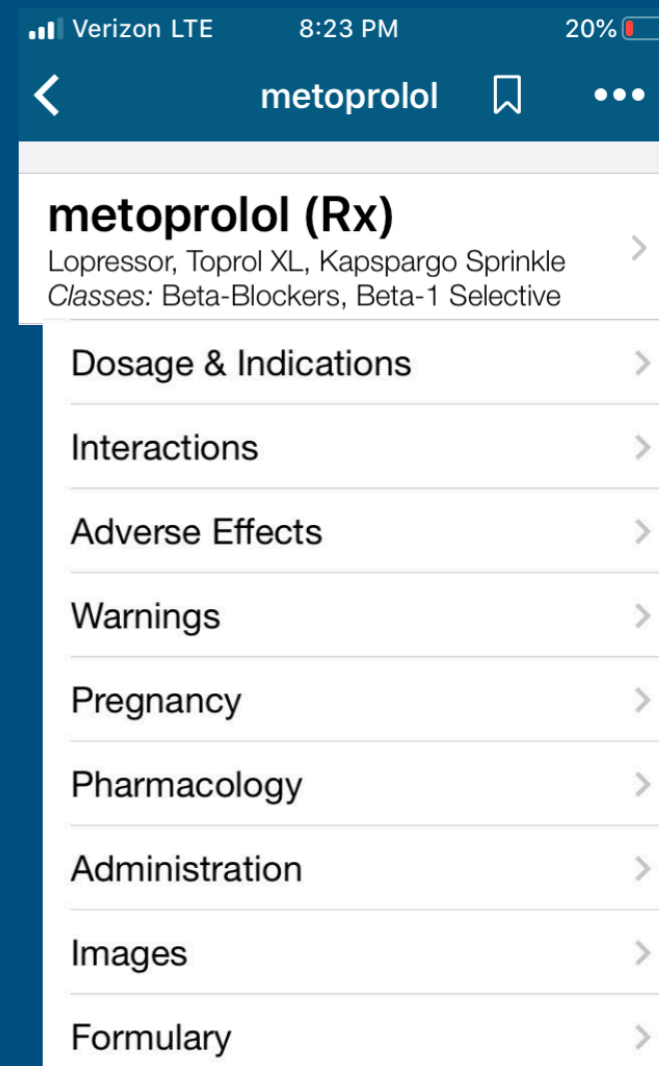 Verizon LTE 8:23 PM 20%
metoprolol
metoprolol (Rx)
Lopressor, Toprol XL, Kapspargo Sprinkle
Classes: Beta-Blockers, Beta-1 Selective
Dosage & Indications
Interactions
Adverse Effects
Warnings
Pregnancy
Pharmacology
Administration
Images
Formulary